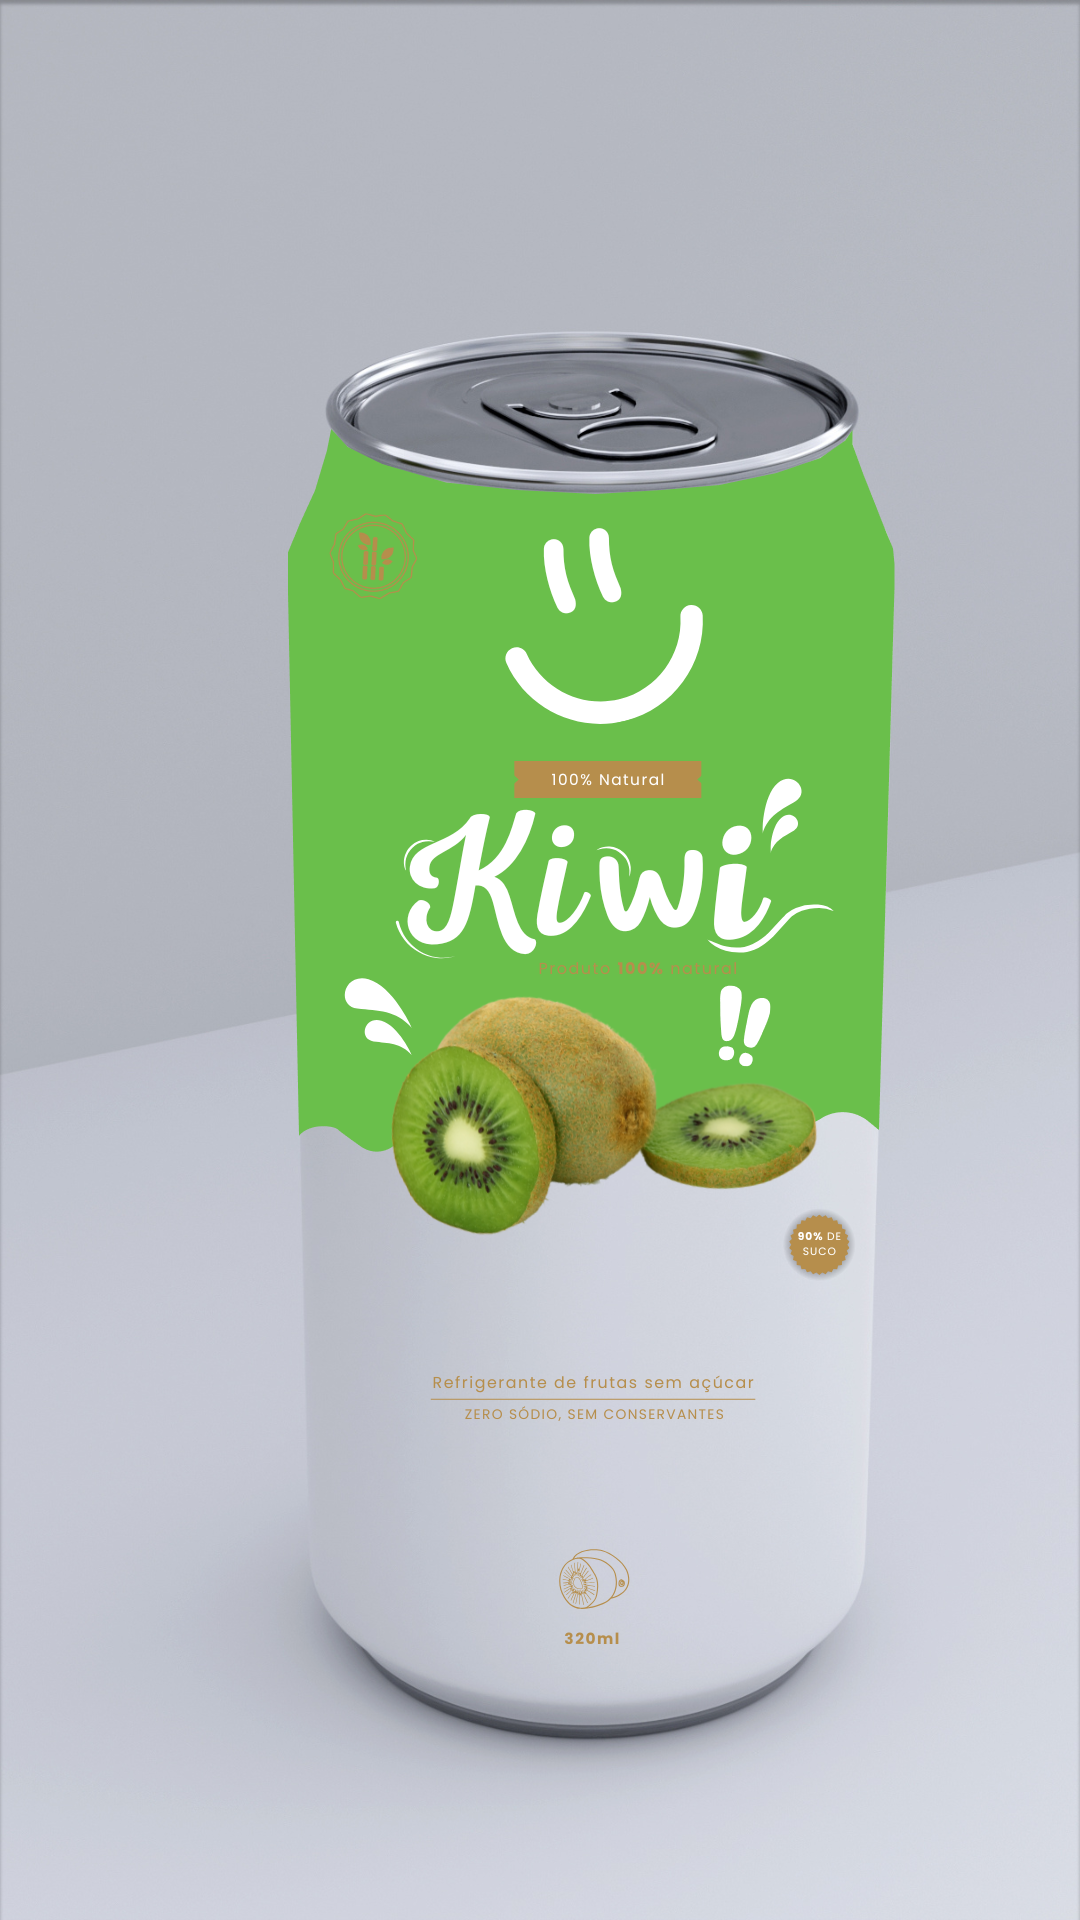 100% Natural
Kiwi
Produto 100% natural
!!
90% DE
SUCO
Refrigerante de frutas sem açúcar
ZERO SÓDIO, SEM CONSERVANTES
320ml